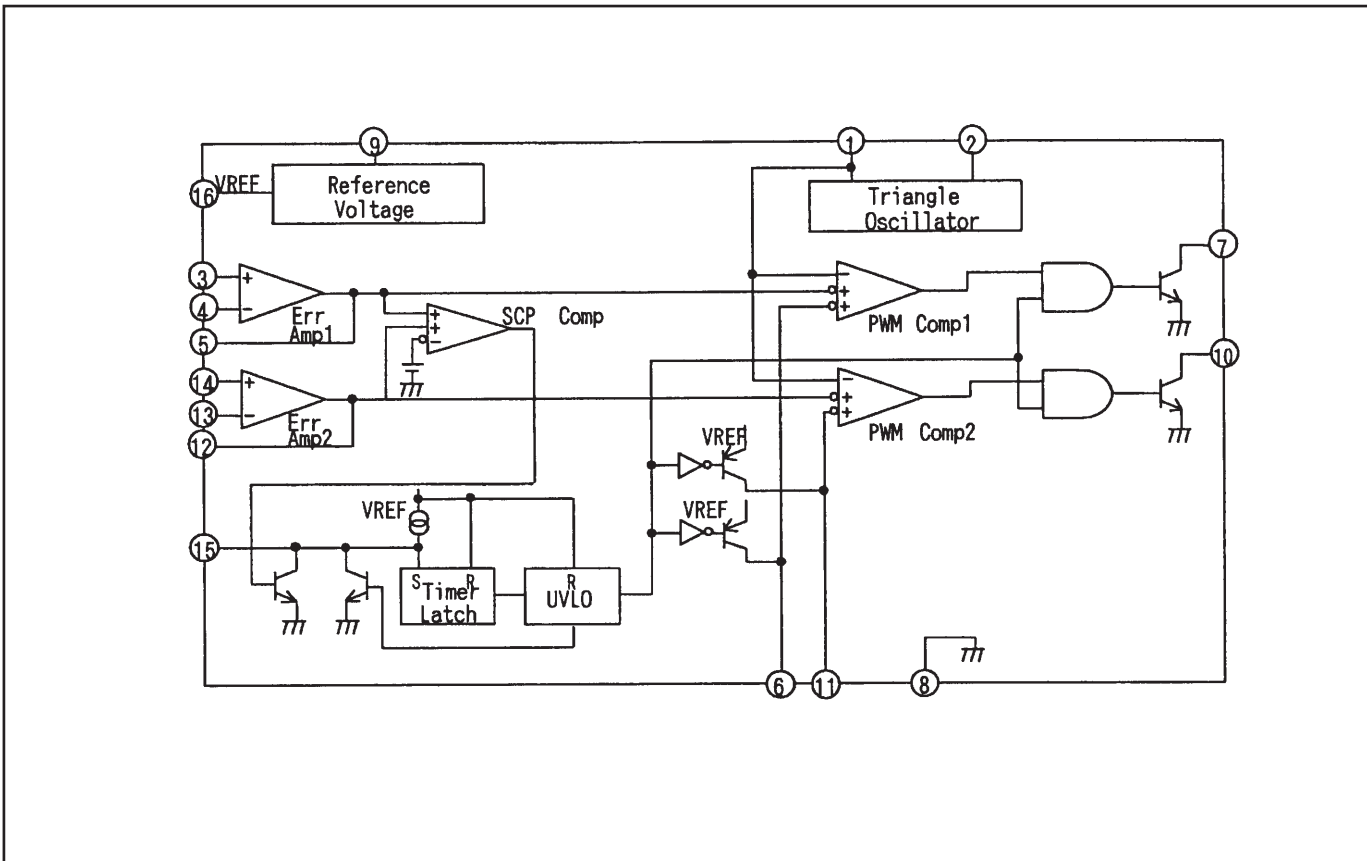 9
1
2
16
VREF
Reference
Voltage
Triangle
Oscillator
7
3
+
4
-
Err
Amp1
5
+
+
-
SCP Comp
-
+
+
PWM Comp1
10
14
+
13
-
Err
Amp2
12
-
+
+
PWM Comp2
VREF
VREF
VREF
15
S
R
Timer
Latch
R
UVLO
6
11
8